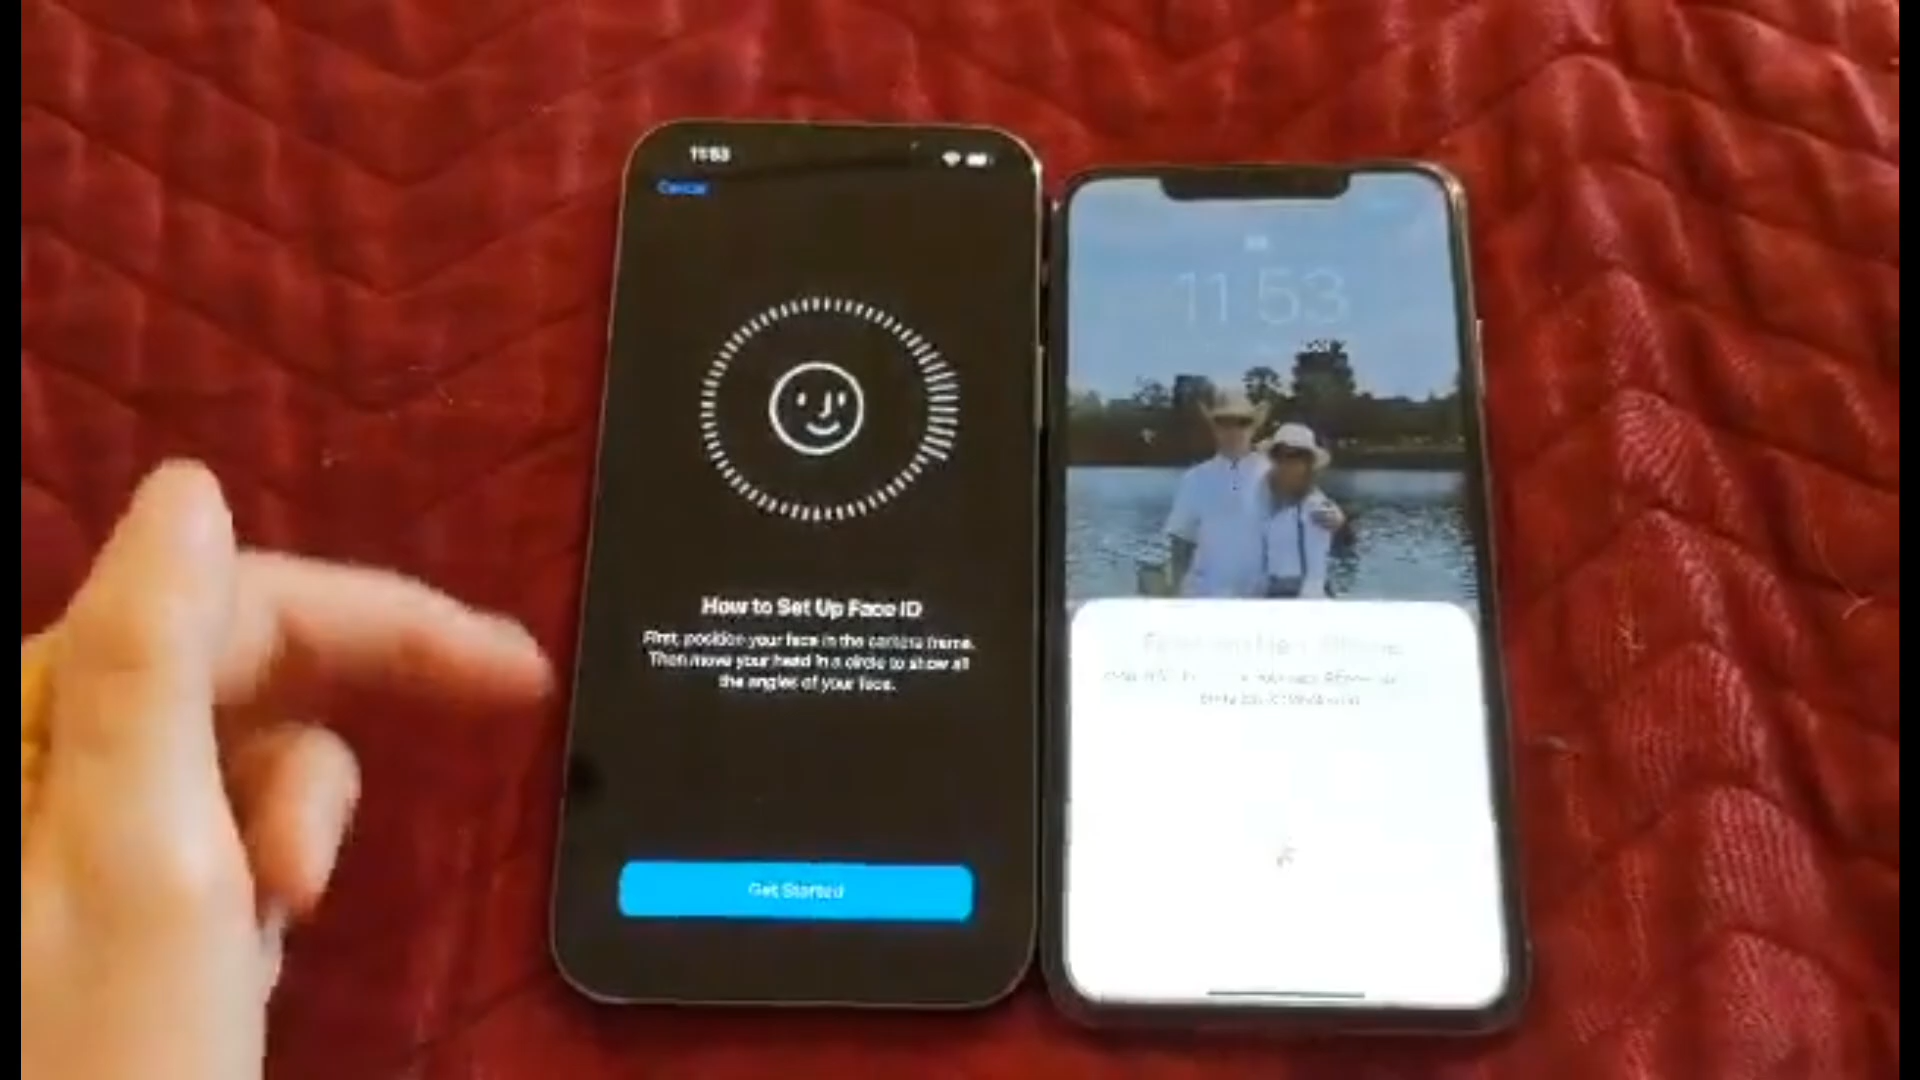 11:53
Cancel
How to Set Up Face ID
First, position your face in the camera frame.
Then move your head in a circle to show all
the angles of your face.
Get Started
11:53